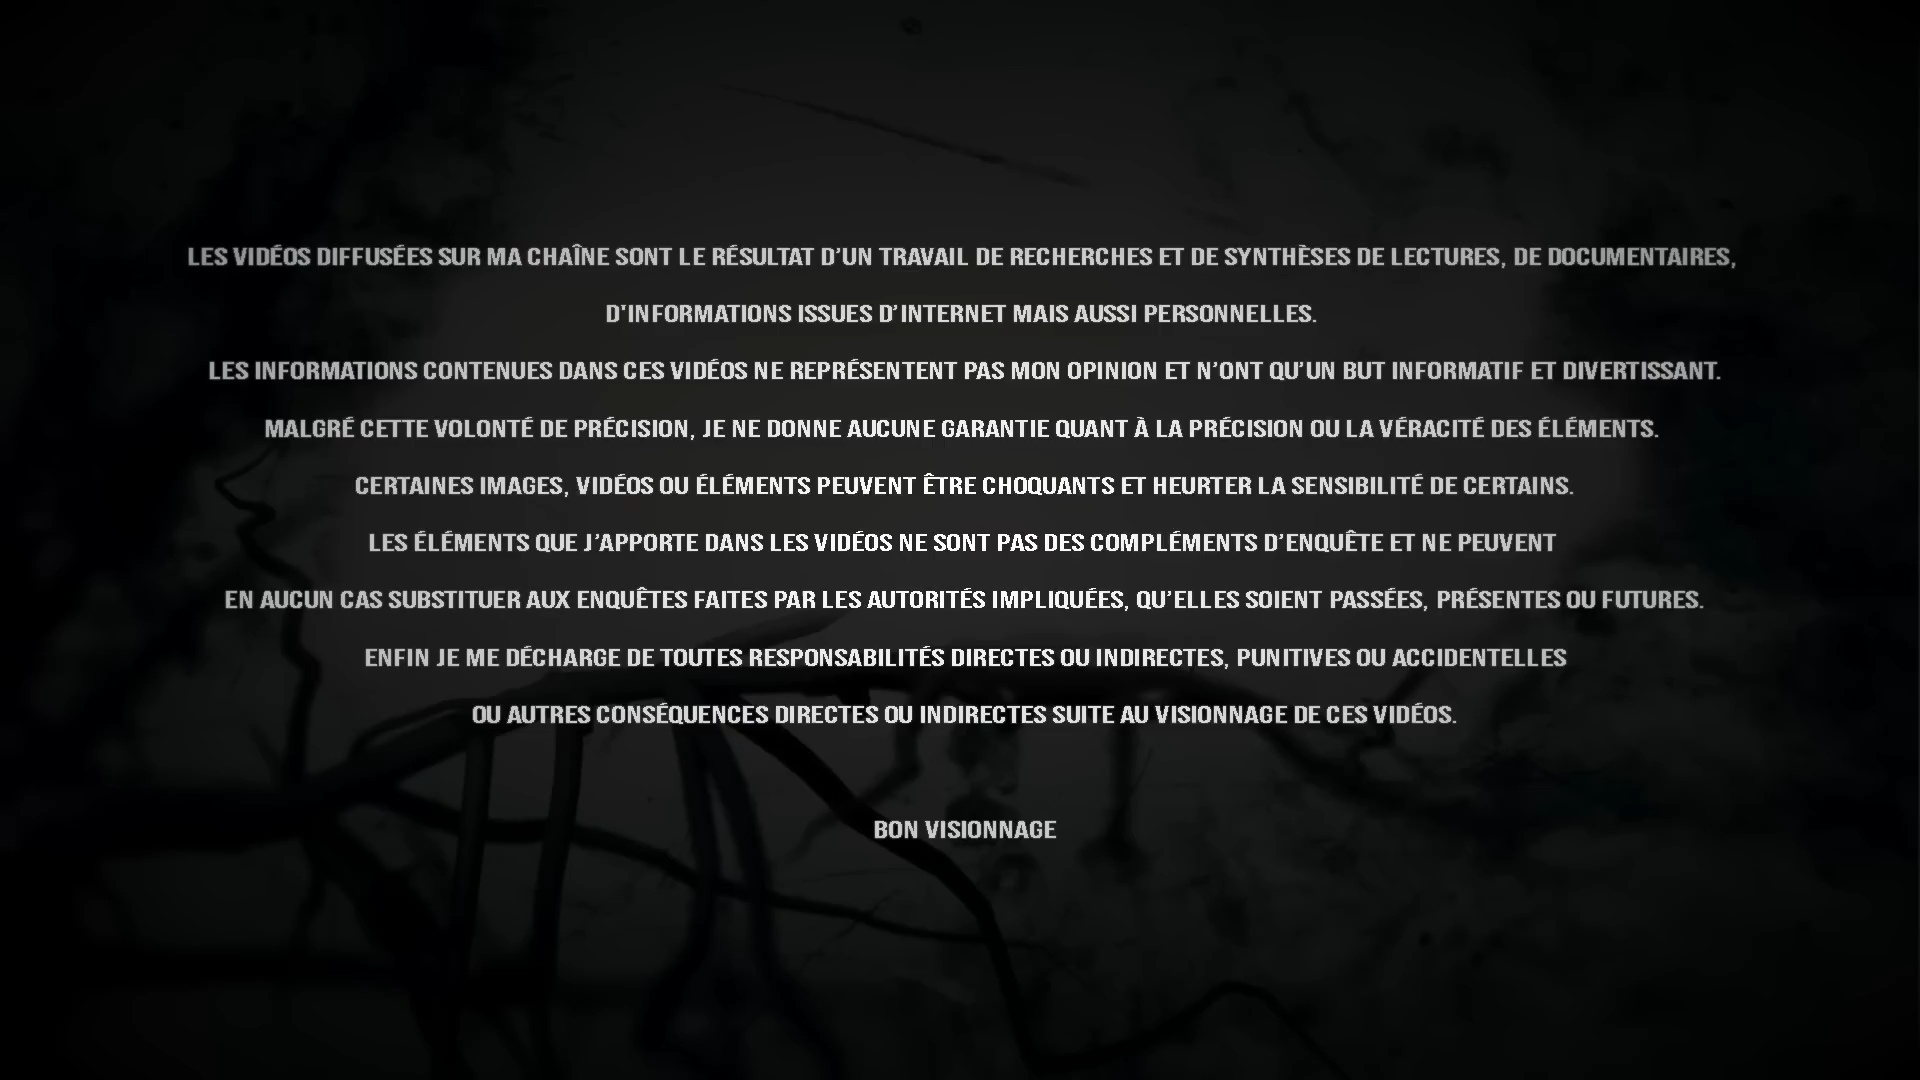 LES VIDÉOS DIFFUSÉES SUR MA CHAÎNE SONT LE RÉSULTAT D’UN TRAVAIL DE RECHERCHES ET DE SYNTHÈSES DE LECTURES, DE DOCUMENTAIRES,
D'INFORMATIONS ISSUES D’INTERNET MAIS AUSSI PERSONNELLES.
LES INFORMATIONS CONTENUES DANS CES VIDÉOS NE REPRÉSENTENT PAS MON OPINION ET N’ONT QU’UN BUT INFORMATIF ET DIVERTISSANT.
MALGRÉ CETTE VOLONTÉ DE PRÉCISION, JE NE DONNE AUCUNE GARANTIE QUANT À LA PRÉCISION OU LA VÉRACITÉ DES ÉLÉMENTS.
CERTAINES IMAGES, VIDÉOS OU ÉLÉMENTS PEUVENT ÊTRE CHOQUANTS ET HEURTER LA SENSIBILITÉ DE CERTAINS.
LES ÉLÉMENTS QUE J’APPORTE DANS LES VIDÉOS NE SONT PAS DES COMPLÉMENTS D’ENQUÊTE ET NE PEUVENT
EN AUCUN CAS SUBSTITUER AUX ENQUÊTES FAITES PAR LES AUTORITÉS IMPLIQUÉES, QU’ELLES SOIENT PASSÉES, PRÉSENTES OU FUTURES.
ENFIN JE ME DÉCHARGE DE TOUTES RESPONSABILITÉS DIRECTES OU INDIRECTES, PUNITIVES OU ACCIDENTELLES
OU AUTRES CONSÉQUENCES DIRECTES OU INDIRECTES SUITE AU VISIONNAGE DE CES VIDÉOS.
BON VISIONNAGE